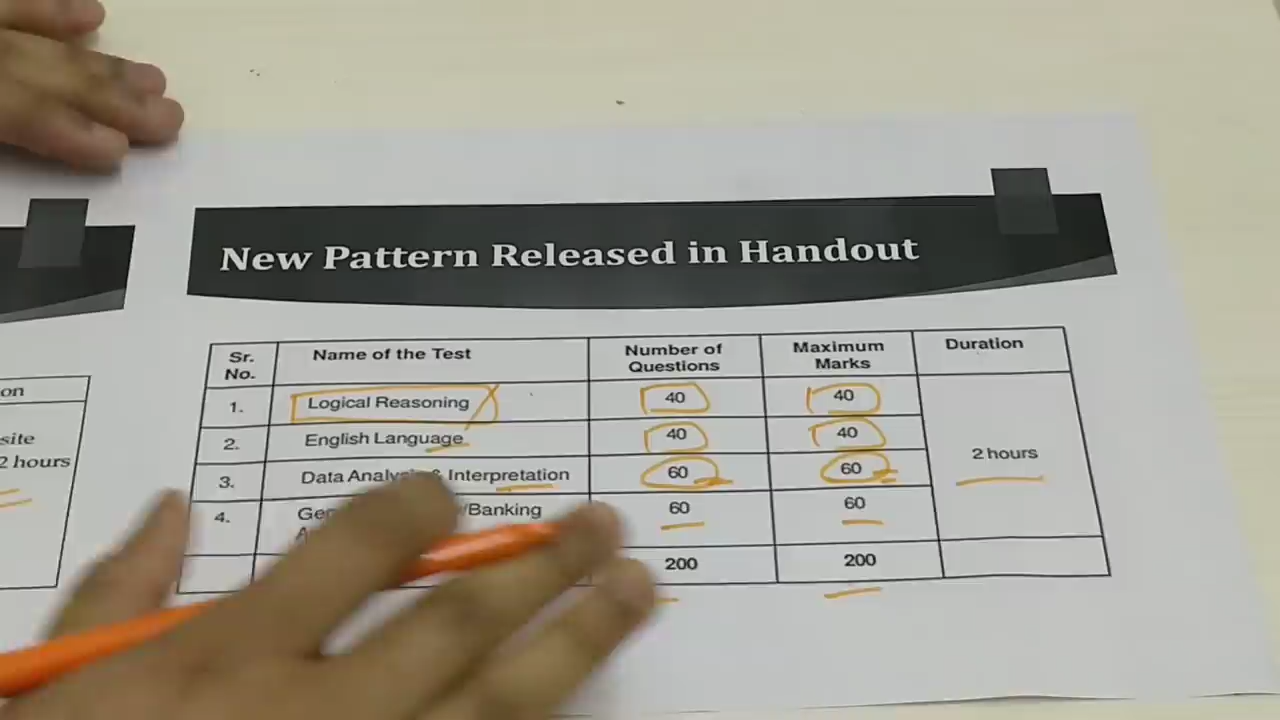 on
site
2 hours
New Pattern Released in Handout
Sr. No. Name of the Test Number of Questions Maximum Marks Duration
1. Logical Reasoning 40 40
2. English Language 40 40
3. Data Interpretation 60 60
2 hours
4. /Banking 60 60
200 200